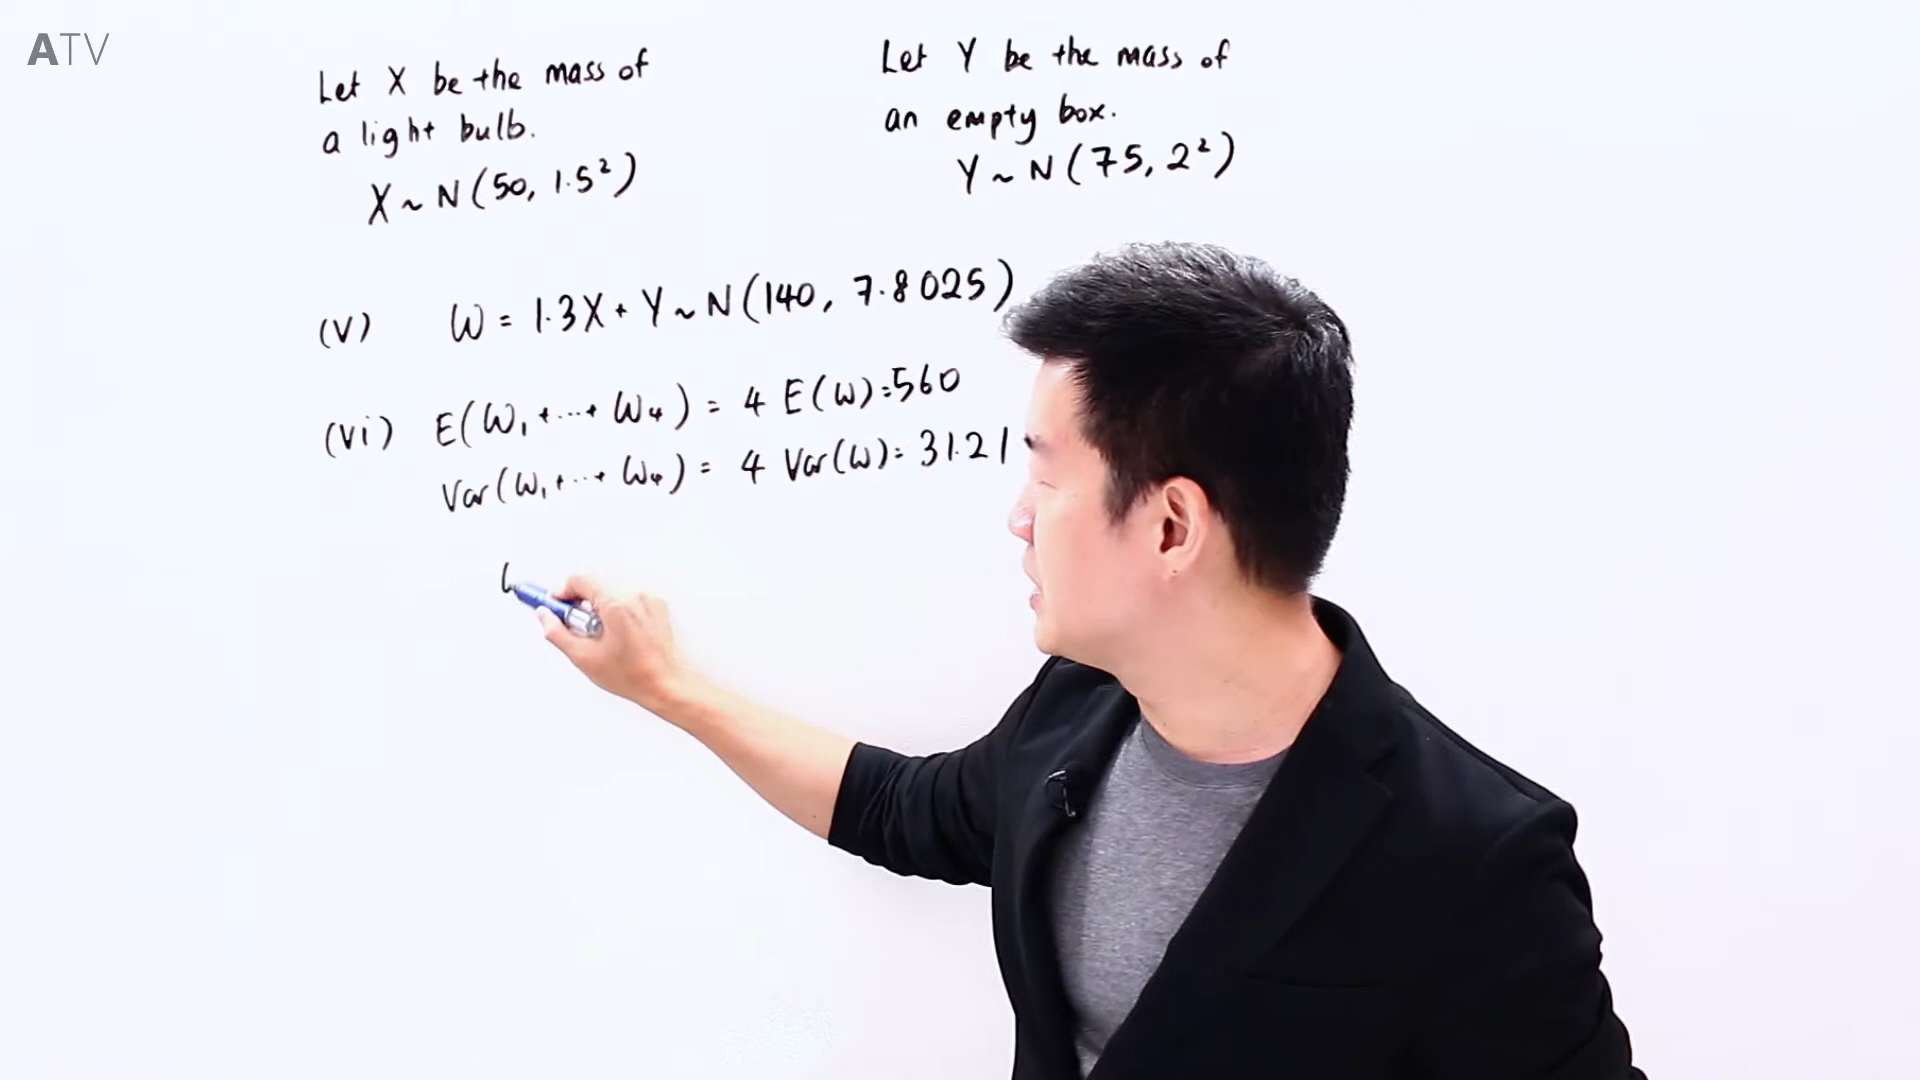 ATV
Let X be the mass of
a light bulb.
X ~ N(50, 1.5²)
Let Y be the mass of
an empty box.
Y ~ N(75, 2²)
(v) W = 1.3X + Y ~ N(140, 7.8025)
(vi) E(W₁ + ... + W₄) = 4 E(W) = 560
Var(W₁ + ... + W₄) = 4 Var(W) = 31.21